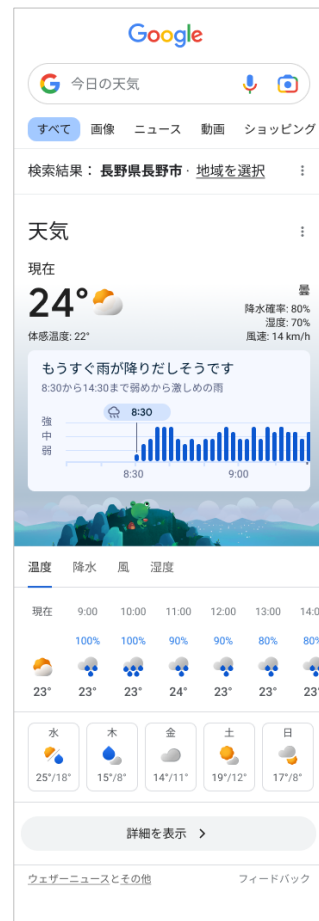 Google
今日の天気
すべて 画像 ニュース 動画 ショッピング
検索結果： 長野県長野市 · 地域を選択
天気
現在
24°
曇
降水確率: 80%
湿度: 70%
風速: 14 km/h
体感温度: 22°
もうすぐ雨が降りだしそうです
8:30から14:30まで弱めから激しめの雨
8:30
強
中
弱
8:30 9:00
温度 降水 風 湿度
現在 9:00 10:00 11:00 12:00 13:00 14:0
100% 100% 90% 90% 80% 80%
23° 23° 23° 24° 23° 23° 23°
水 木 金 土 日
25°/18° 15°/8° 14°/11° 19°/12° 17°/8°
詳細を表示
ウェザーニュースとその他 フィードバック